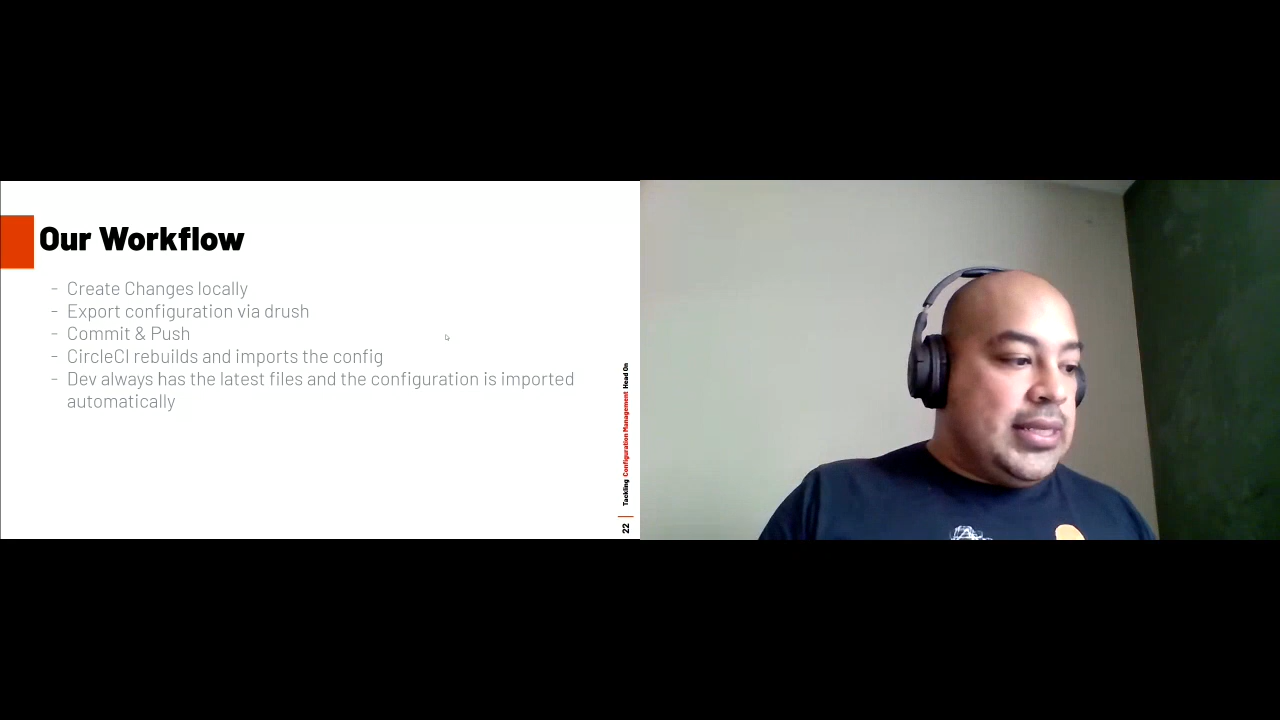 Our Workflow
- Create Changes locally
- Export configuration via drush
- Commit & Push
- CircleCI rebuilds and imports the config
- Dev always has the latest files and the configuration is imported
automatically
Tackling Configuration Management Head On
22